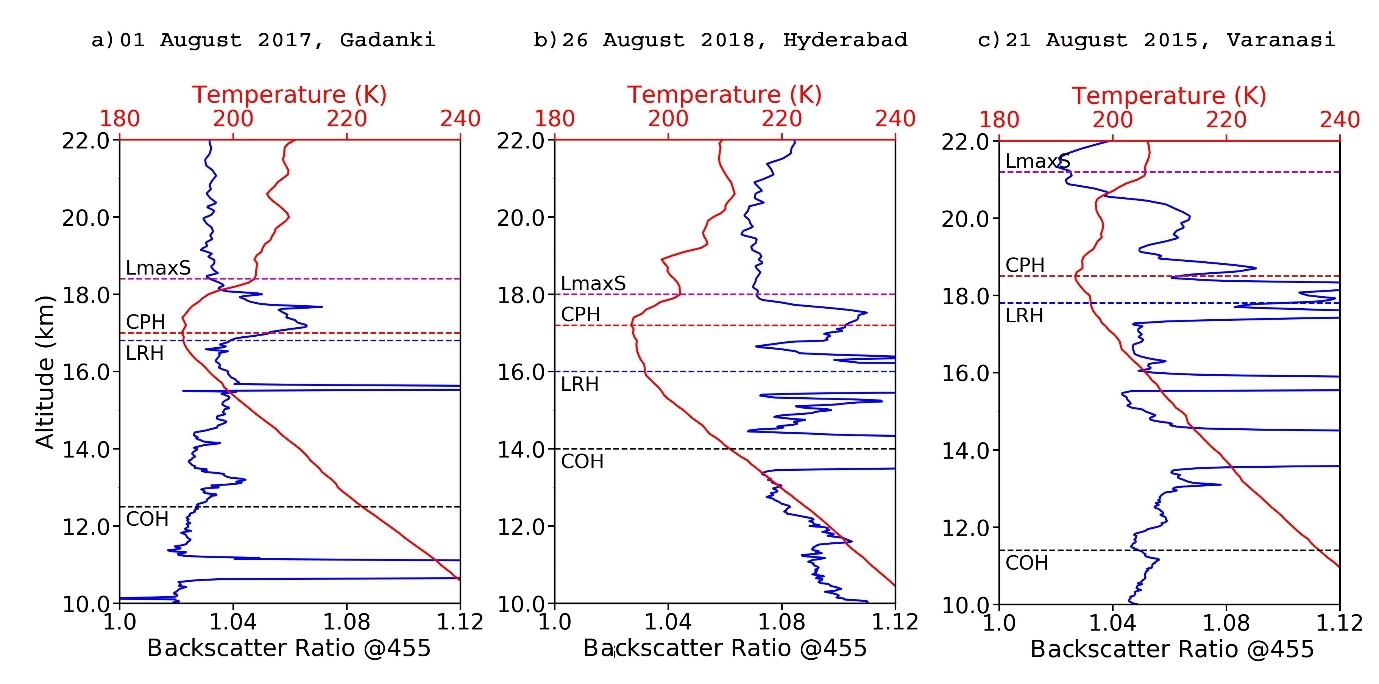 a)01 August 2017, Gadanki
Temperature (K)
180 200 220 240
22.0
20.0
18.0
16.0
14.0
12.0
10.0
Altitude (km)
LmaxS
CPH
LRH
COH
1.0 1.04 1.08 1.12
Backscatter Ratio @455
b)26 August 2018, Hyderabad
Temperature (K)
180 200 220 240
22.0
20.0
18.0
16.0
14.0
12.0
10.0
LmaxS
CPH
LRH
COH
1.0 1.04 1.08 1.12
Backscatter Ratio @455
c)21 August 2015, Varanasi
Temperature (K)
180 200 220 240
22.0
20.0
18.0
16.0
14.0
12.0
10.0
LmaxS
CPH
LRH
COH
1.0 1.04 1.08 1.12
Backscatter Ratio @455